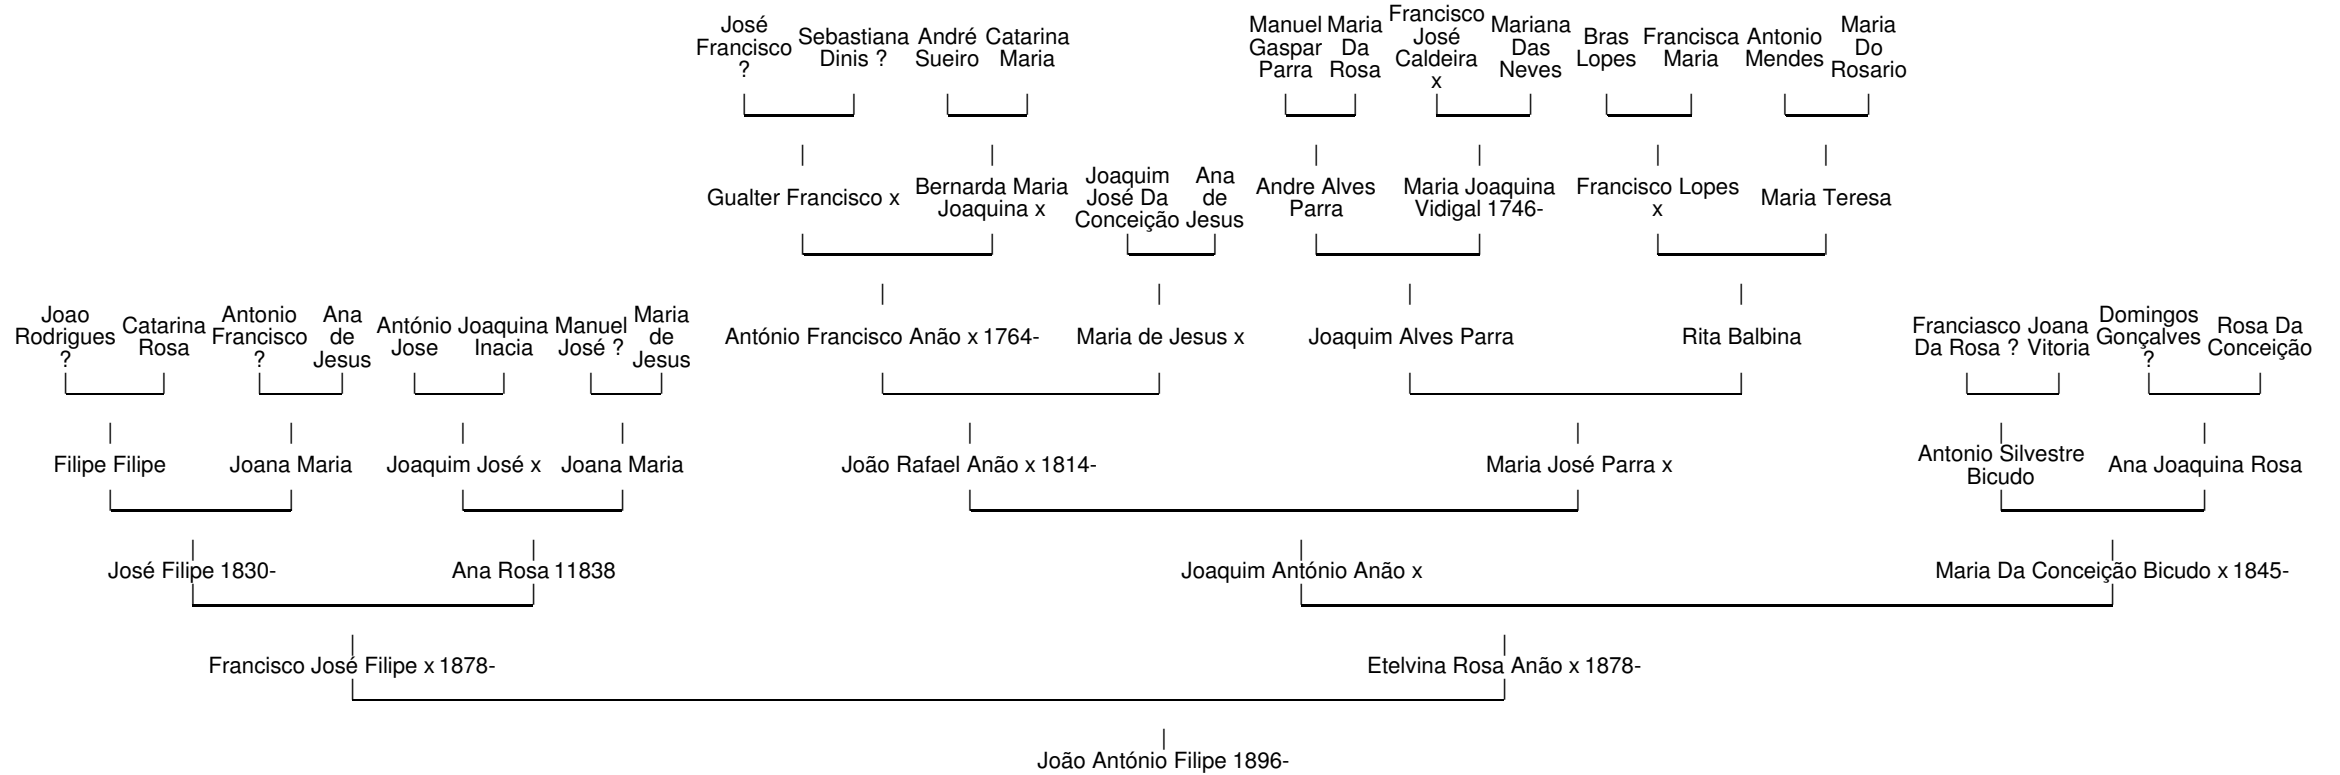 José
Francisco
?
Sebastiana
Dinis ?
André
Sueiro
Catarina
Maria
Manuel
Gaspar
Parra
Maria
Da
Rosa
Francisco
José
Caldeira
x
Mariana
Das
Neves
Bras
Lopes
Francisca
Maria
Antonio
Mendes
Maria
Do
Rosario
Gualter Francisco x
Bernarda Maria
Joaquina x
Joaquim
José Da
Conceição
Ana
de
Jesus
Andre Alves
Parra
Maria Joaquina
Vidigal 1746-
Francisco Lopes
x
Maria Teresa
Joao
Rodrigues
?
Catarina
Rosa
Antonio
Francisco
?
Ana
de
Jesus
António
Jose
Joaquina
Inacia
Manuel
José ?
Maria
de
Jesus
António Francisco Anão x 1764-
Maria de Jesus x
Joaquim Alves Parra
Rita Balbina
Franciasco
Da Rosa ?
Joana
Vitoria
Domingos
Gonçalves
?
Rosa Da
Conceição
Filipe Filipe
Joana Maria
Joaquim José x
Joana Maria
João Rafael Anão x 1814-
Maria José Parra x
Antonio Silvestre
Bicudo
Ana Joaquina Rosa
José Filipe 1830-
Ana Rosa 11838
Joaquim António Anão x
Maria Da Conceição Bicudo x 1845-
Francisco José Filipe x 1878-
Etelvina Rosa Anão x 1878-
João António Filipe 1896-